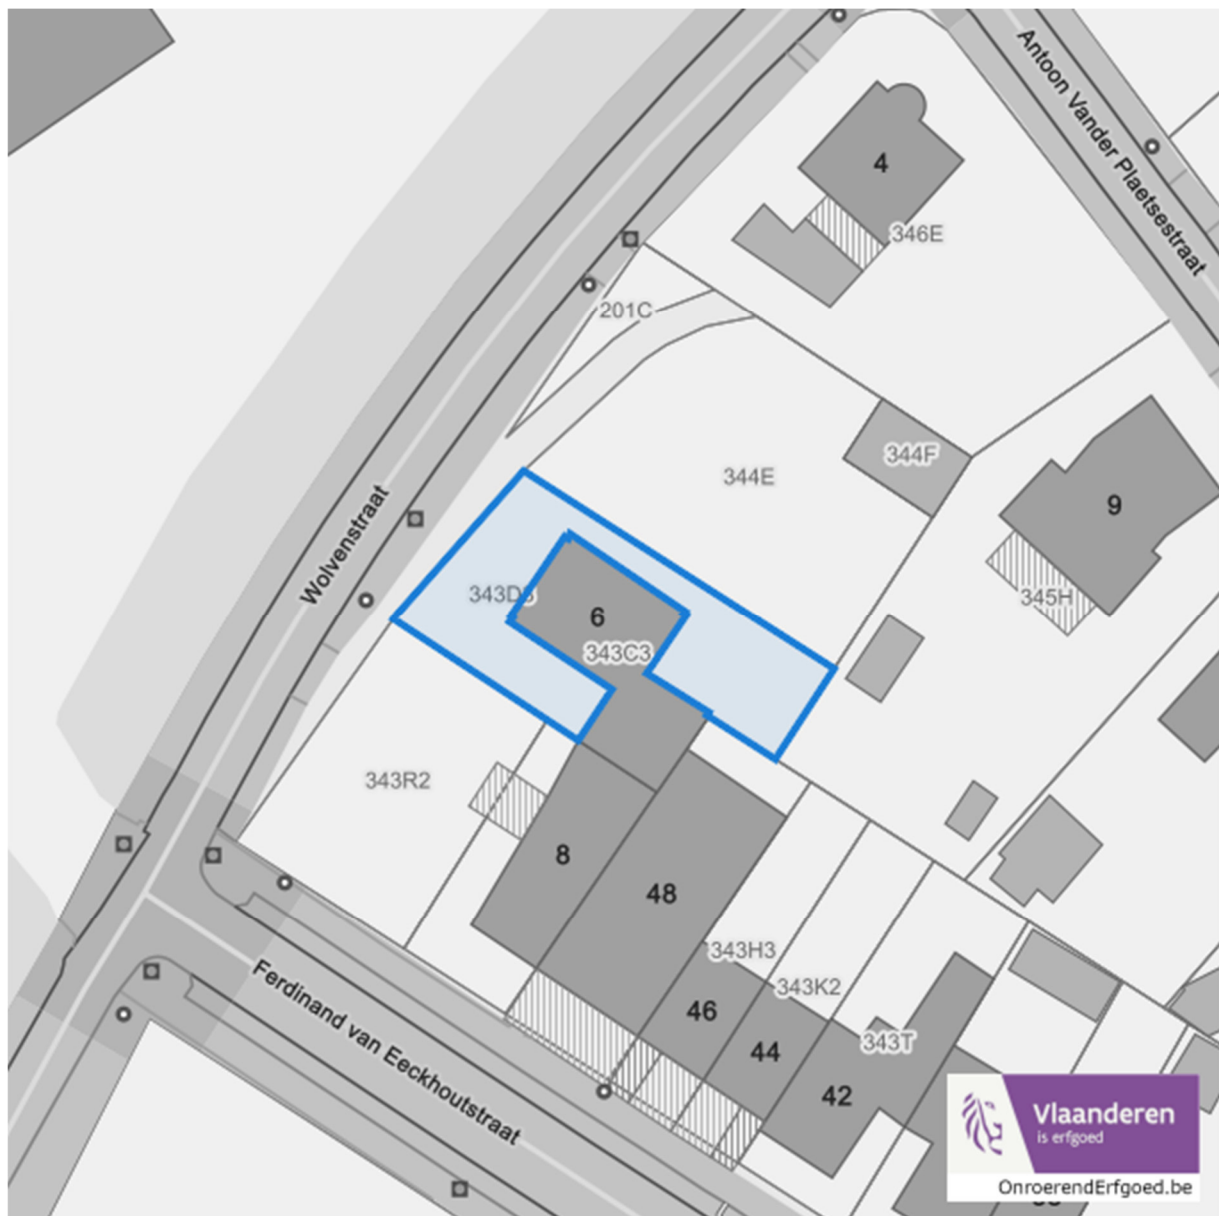 Antoon Vander Plaetsestraat
4
346E
201C
344F
344E
9
Wolvenstraat
343D3
6
345H
343C3
343R2
8
48
343H3
343K2
46
343T
44
42
Ferdinand van Eeckhoutstraat
Vlaanderen
is erfgoed
OnroerendErfgoed.be